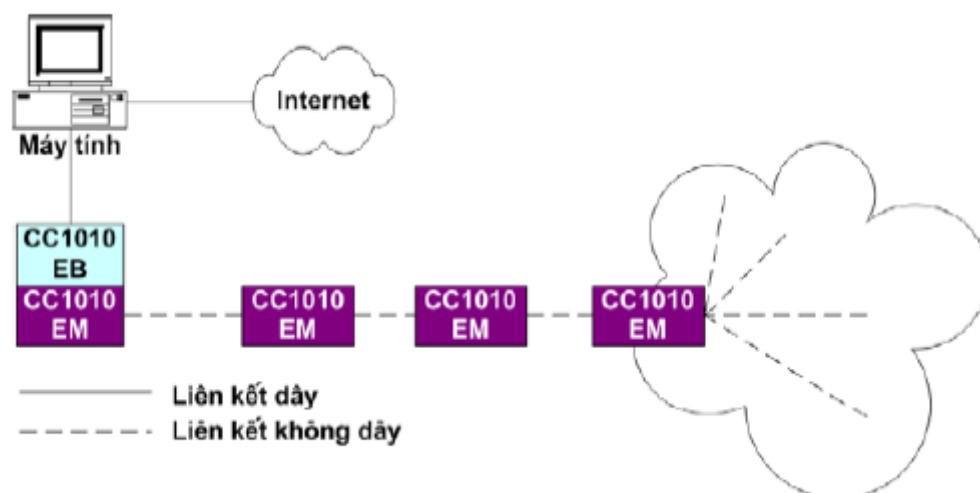 Internet
Máy tính
CC1010
EB
CC1010
EM
CC1010
EM
CC1010
EM
CC1010
EM
Liên kết dây
Liên kết không dây